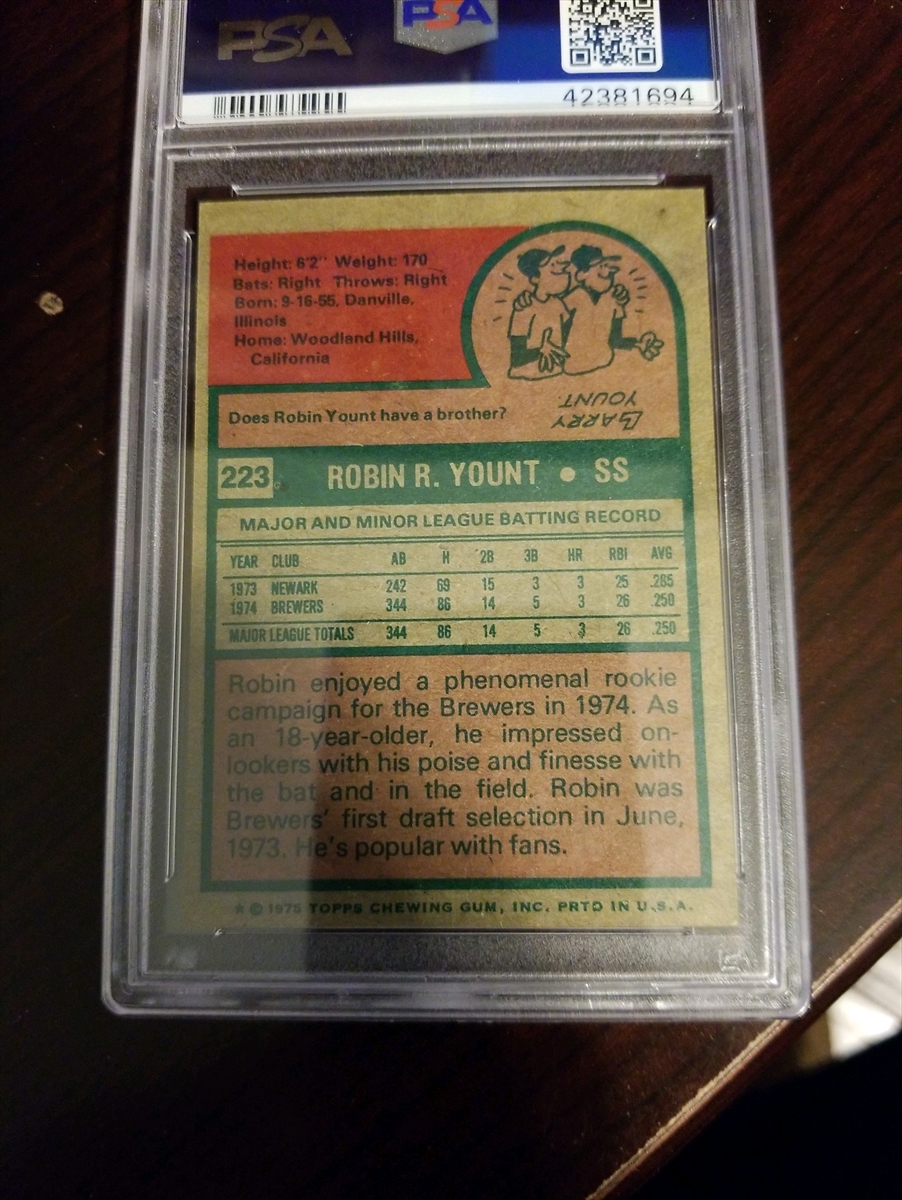 PSA
PSA
42381694
Height: 6'2" Weight: 170
Bats: Right Throws: Right
Born: 9-16-55, Danville,
Illinois
Home: Woodland Hills,
California
Does Robin Yount have a brother?
LARRY
YOUNT.
223
ROBIN R. YOUNT • SS
MAJOR AND MINOR LEAGUE BATTING RECORD
YEAR CLUB AB H 2B 3B HR RBI AVG
1973 NEWARK 242 69 15 3 3 25 .285
1974 BREWERS 344 86 14 5 3 26 .250
MAJOR LEAGUE TOTALS 344 86 14 5 3 26 .250
Robin enjoyed a phenomenal rookie
campaign for the Brewers in 1974. As
an 18-year-older, he impressed on-
lookers with his poise and finesse with
the bat and in the field. Robin was
Brewers' first draft selection in June,
1973. He's popular with fans.
* © 1975 TOPPS CHEWING GUM, INC. PRTD IN U.S.A.